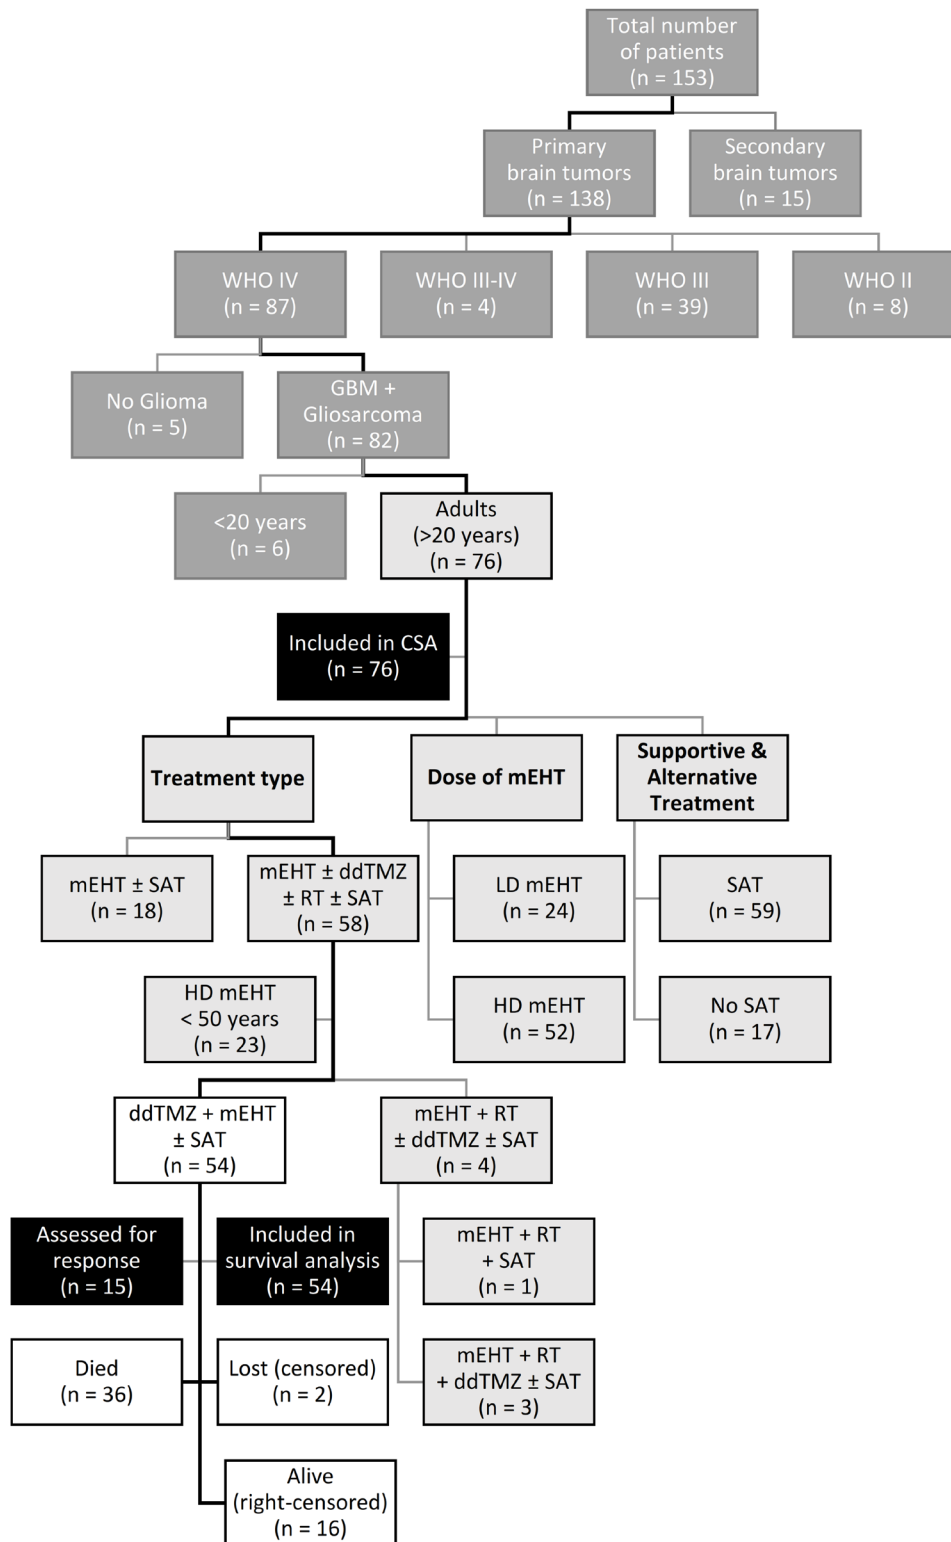 Total number
of patients
(n = 153)
Primary
brain tumors
(n = 138)
Secondary
brain tumors
(n = 15)
WHO IV
(n = 87)
WHO III-IV
(n = 4)
WHO III
(n = 39)
WHO II
(n = 8)
No Glioma
(n = 5)
GBM +
Gliosarcoma
(n = 82)
<20 years
(n = 6)
Adults
(>20 years)
(n = 76)
Included in CSA
(n = 76)
Treatment type
Dose of mEHT
Supportive &
Alternative
Treatment
mEHT ± SAT
(n = 18)
mEHT ± ddTMZ
± RT ± SAT
(n = 58)
LD mEHT
(n = 24)
SAT
(n = 59)
HD mEHT
< 50 years
(n = 23)
HD mEHT
(n = 52)
No SAT
(n = 17)
ddTMZ + mEHT
± SAT
(n = 54)
mEHT + RT
± ddTMZ ± SAT
(n = 4)
Assessed for
response
(n = 15)
Included in
survival analysis
(n = 54)
mEHT + RT
+ SAT
(n = 1)
Died
(n = 36)
Lost (censored)
(n = 2)
mEHT + RT
+ ddTMZ ± SAT
(n = 3)
Alive
(right-censored)
(n = 16)